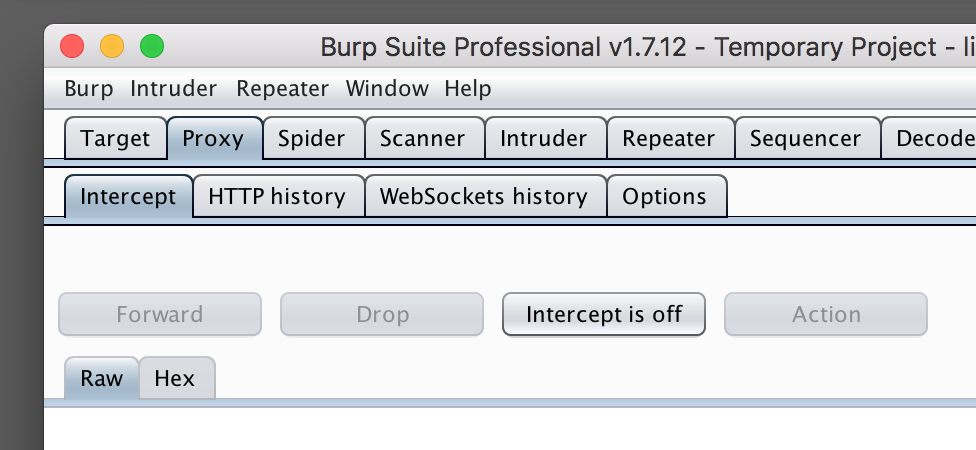 Burp Suite Professional v1.7.12 - Temporary Project - li
Burp Intruder Repeater Window Help
Target Proxy Spider Scanner Intruder Repeater Sequencer Decode
Intercept HTTP history WebSockets history Options
Forward Drop Intercept is off Action
Raw Hex